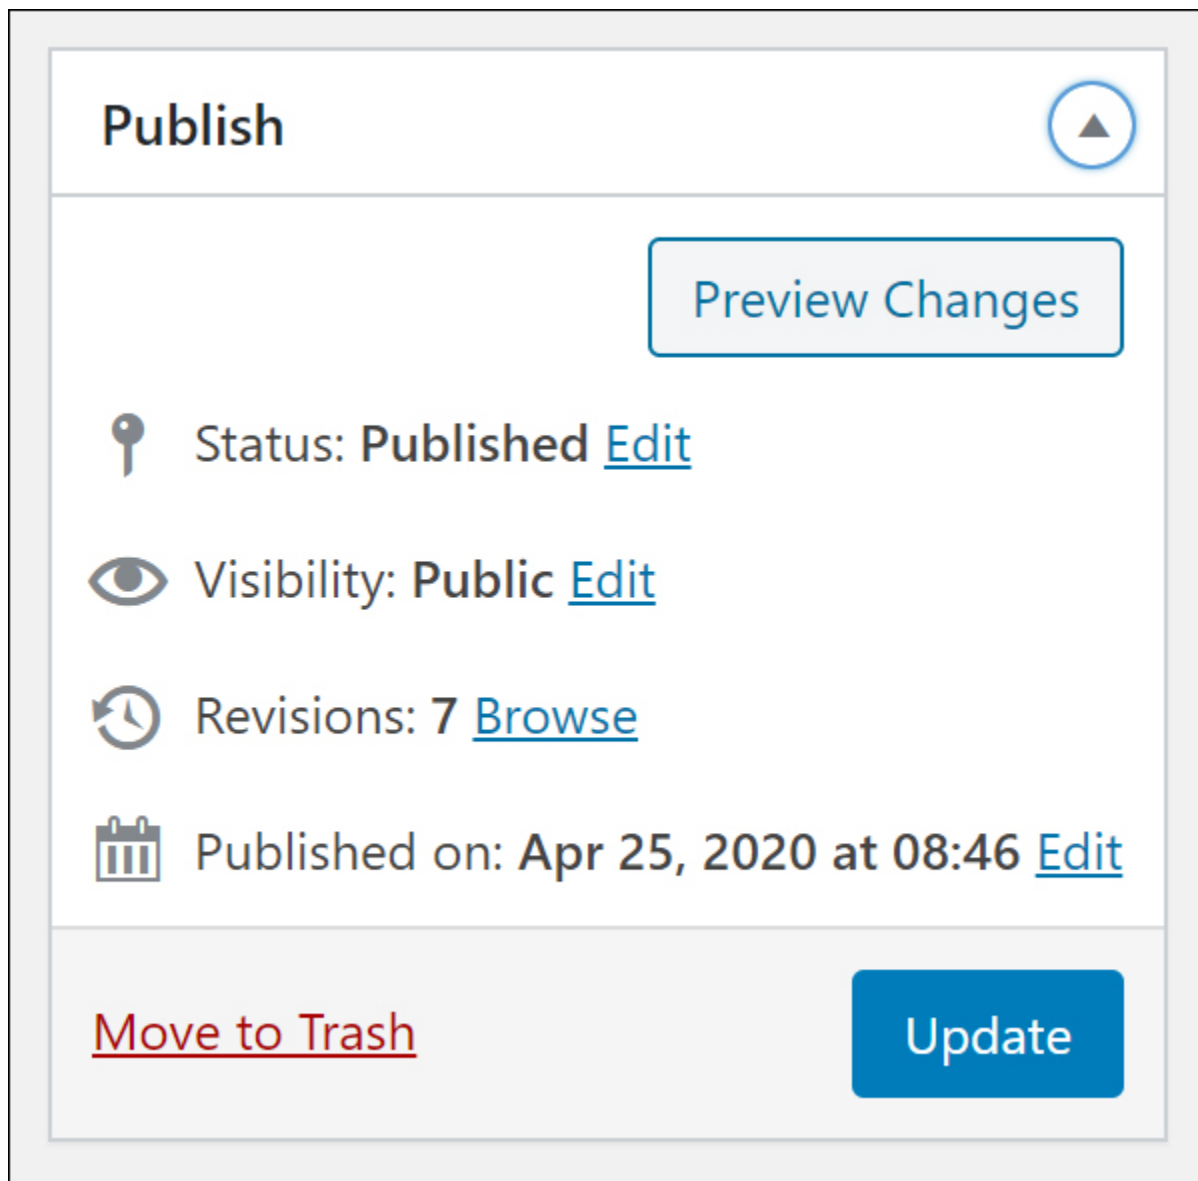 Publish
Preview Changes
Status: Published Edit
Visibility: Public Edit
Revisions: 7 Browse
Published on: Apr 25, 2020 at 08:46 Edit
Move to Trash
Update